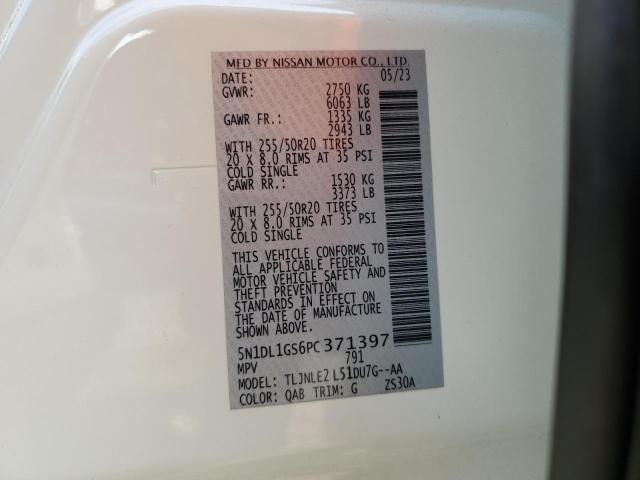 MFD BY NISSAN MOTOR CO., LTD.
DATE: 05/23
GVWR: 2750 KG
6063 LB
GAWR FR.: 1335 KG
2943 LB
WITH 255/50R20 TIRES
20 X 8.0 RIMS AT 35 PSI
COLD SINGLE
GAWR RR.: 1530 KG
3373 LB
WITH 255/50R20 TIRES
20 X 8.0 RIMS AT 35 PSI
COLD SINGLE
THIS VEHICLE CONFORMS TO
ALL APPLICABLE FEDERAL
MOTOR VEHICLE SAFETY AND
THEFT PREVENTION
STANDARDS IN EFFECT ON
THE DATE OF MANUFACTURE
SHOWN ABOVE.
5N1DL1GS6PC371397
MPV 791
MODEL: TLJNLE2 L51DU7G--AA
COLOR: QAB TRIM: G ZS30A